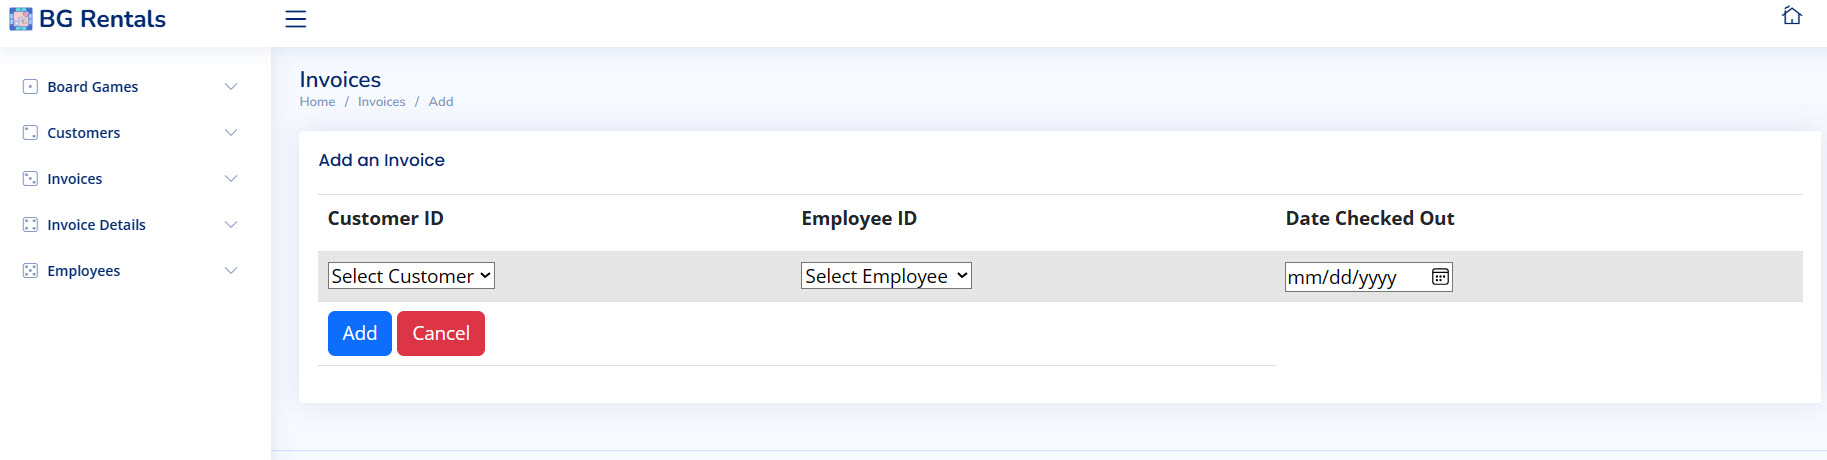 BG Rentals
Board Games
Customers
Invoices
Invoice Details
Employees
Invoices
Home / Invoices / Add
Add an Invoice
Customer ID Employee ID Date Checked Out
Select Customer Select Employee mm/dd/yyyy
Add Cancel